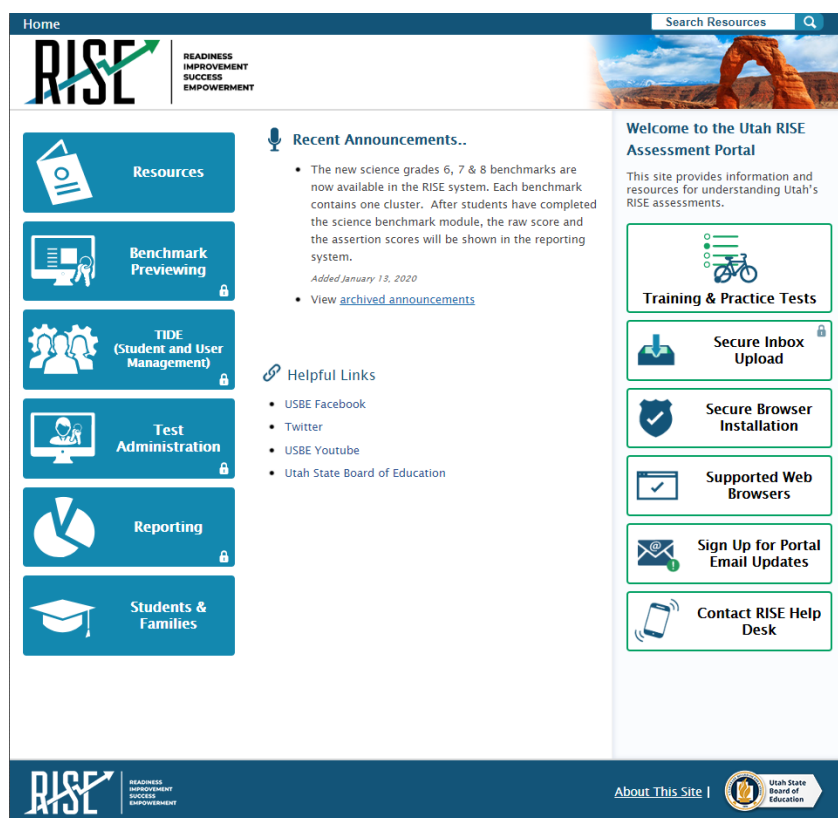 Home
Search Resources
RISE
READINESS
IMPROVEMENT
SUCCESS
EMPOWERMENT
Resources
Benchmark
Previewing
TIDE
(Student and User
Management)
Test
Administration
Reporting
Students &
Families
Recent Announcements..
• The new science grades 6, 7 & 8 benchmarks are
now available in the RISE system. Each benchmark
contains one cluster.  After students have completed
the science benchmark module, the raw score and
the assertion scores will be shown in the reporting
system.
Added January 13, 2020
• View archived announcements
Helpful Links
• USBE Facebook
• Twitter
• USBE Youtube
• Utah State Board of Education
Welcome to the Utah RISE
Assessment Portal
This site provides information and
resources for understanding Utah's
RISE assessments.
Training & Practice Tests
Secure Inbox
Upload
Secure Browser
Installation
Supported Web
Browsers
@
Sign Up for Portal
Email Updates
Contact RISE Help
Desk
RISE
READINESS
IMPROVEMENT
SUCCESS
EMPOWERMENT
About This Site |
Utah State
Board of
Education